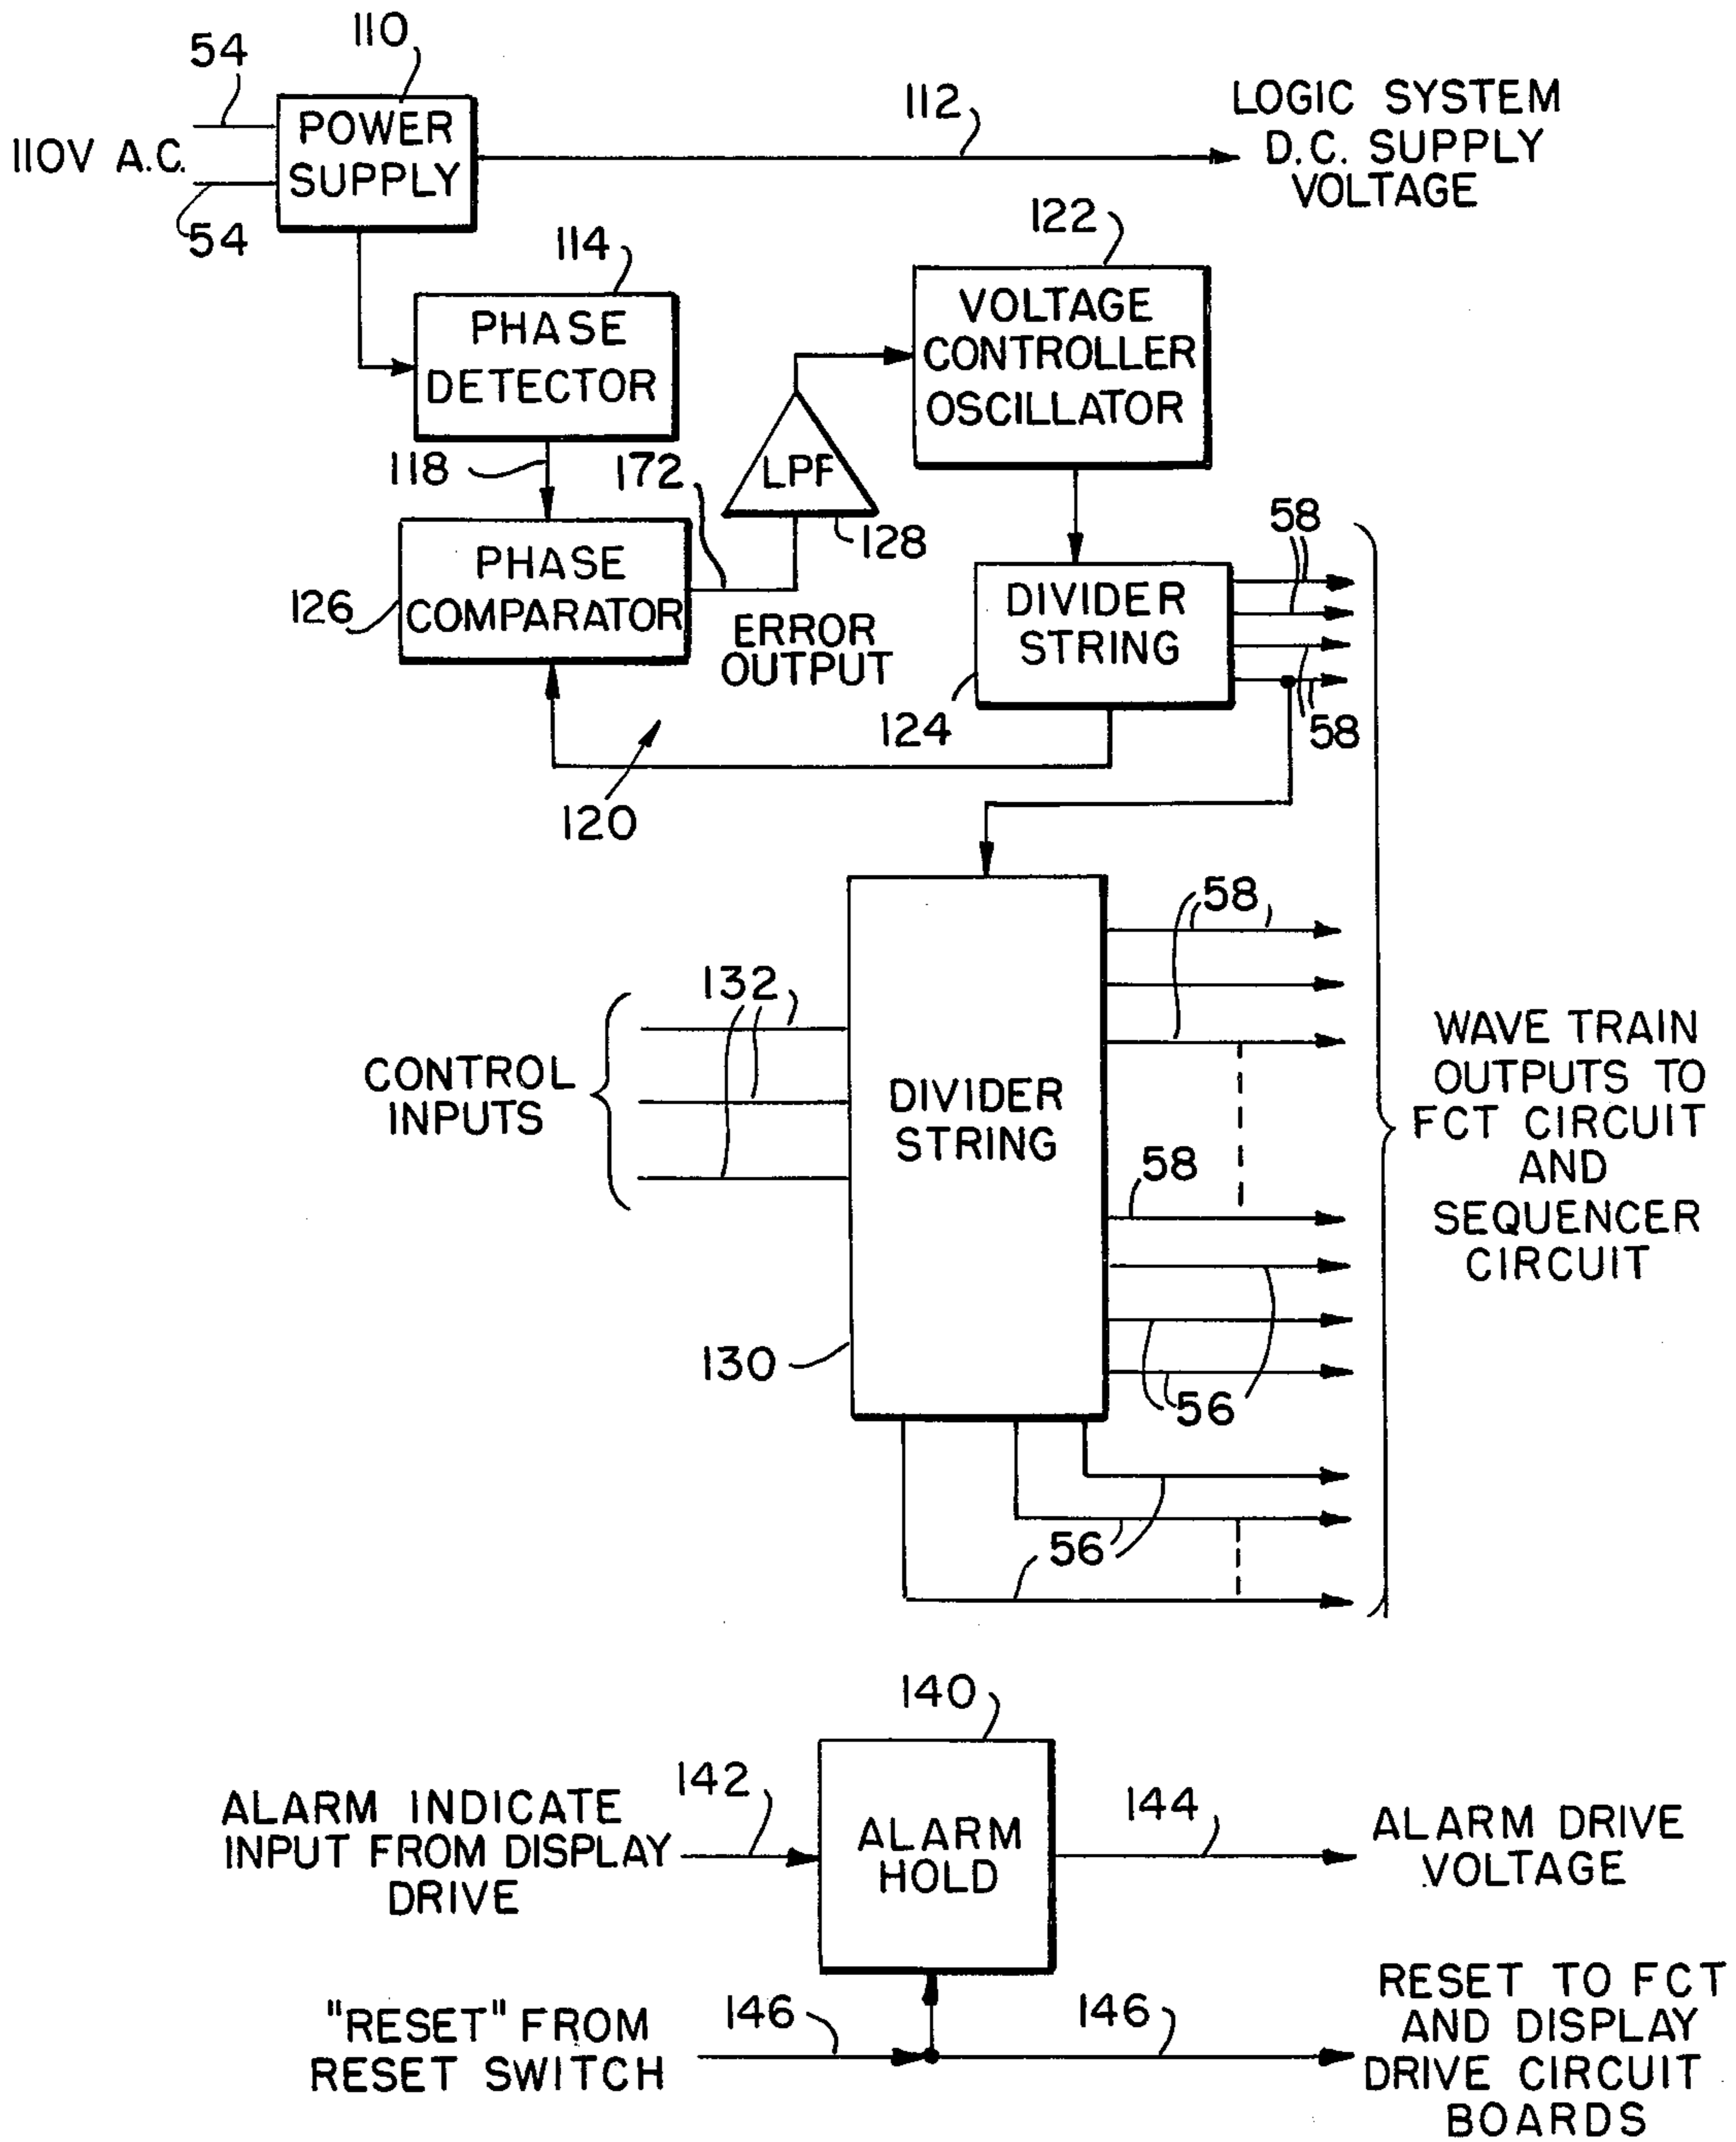 110
54
POWER
SUPPLY
110V A.C.
54
112
LOGIC SYSTEM
D.C. SUPPLY
VOLTAGE
114
PHASE
DETECTOR
122
VOLTAGE
CONTROLLER
OSCILLATOR
118
172
LPF
128
PHASE
COMPARATOR
126
ERROR
OUTPUT
58
DIVIDER
STRING
124
58
120
58
132
CONTROL
INPUTS
DIVIDER
STRING
58
130
56
56
WAVE TRAIN
OUTPUTS TO
FCT CIRCUIT
AND
SEQUENCER
CIRCUIT
140
142
ALARM INDICATE
INPUT FROM DISPLAY
DRIVE
ALARM
HOLD
144
ALARM DRIVE
VOLTAGE
"RESET" FROM
RESET SWITCH
146
146
RESET TO FCT
AND DISPLAY
DRIVE CIRCUIT
BOARDS